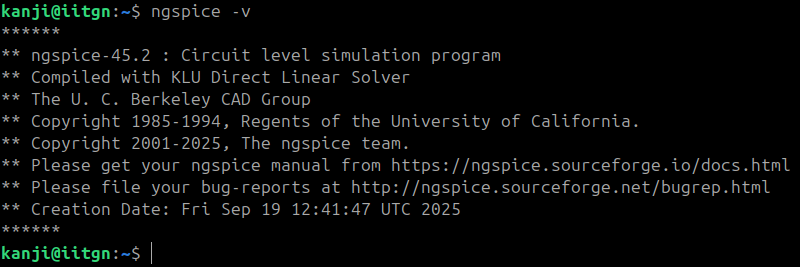 kanji@iitgn:~$ ngspice -v
******
** ngspice-45.2 : Circuit level simulation program
** Compiled with KLU Direct Linear Solver
** The U. C. Berkeley CAD Group
** Copyright 1985-1994, Regents of the University of California.
** Copyright 2001-2025, The ngspice team.
** Please get your ngspice manual from https://ngspice.sourceforge.io/docs.html
** Please file your bug-reports at http://ngspice.sourceforge.net/bugrep.html
** Creation Date: Fri Sep 19 12:41:47 UTC 2025
******
kanji@iitgn:~$